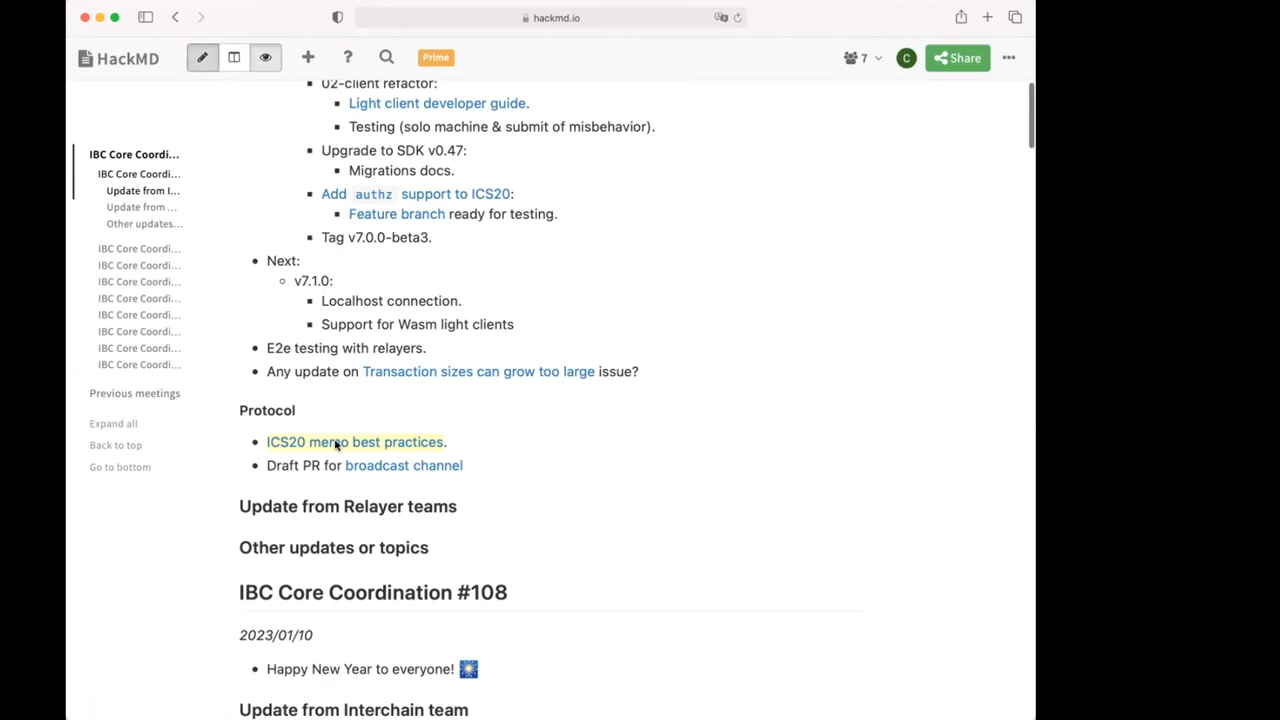 hackmd.io
HackMD
Prime
7
C
Share
IBC Core Coordi...
IBC Core Coordi...
Update from I...
Update from ...
Other updates...
IBC Core Coordi...
IBC Core Coordi...
IBC Core Coordi...
IBC Core Coordi...
IBC Core Coordi...
IBC Core Coordi...
IBC Core Coordi...
IBC Core Coordi...
Previous meetings
Expand all
Back to top
Go to bottom
02-client refactor:
Light client developer guide.
Testing (solo machine & submit of misbehavior).
Upgrade to SDK v0.47:
Migrations docs.
Add authz support to ICS20:
Feature branch ready for testing.
Tag v7.0.0-beta3.
Next:
v7.1.0:
Localhost connection.
Support for Wasm light clients
E2e testing with relayers.
Any update on Transaction sizes can grow too large issue?
Protocol
ICS20 memo best practices.
Draft PR for broadcast channel
Update from Relayer teams
Other updates or topics
IBC Core Coordination #108
2023/01/10
Happy New Year to everyone! 🎆
Update from Interchain team